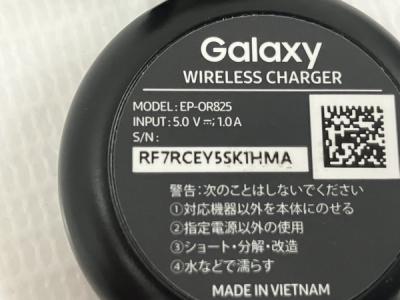 Galaxy
WIRELESS CHARGER
MODEL: EP-OR825
INPUT: 5.0 V⎓; 1.0 A
S/N:
RF7RCEY5SK1HMA
警告:次のことはしないでください
①対応機器以外を本体にのせる
②指定電源以外の使用
③ショート・分解・改造
④水などで濡らす
MADE IN VIETNAM